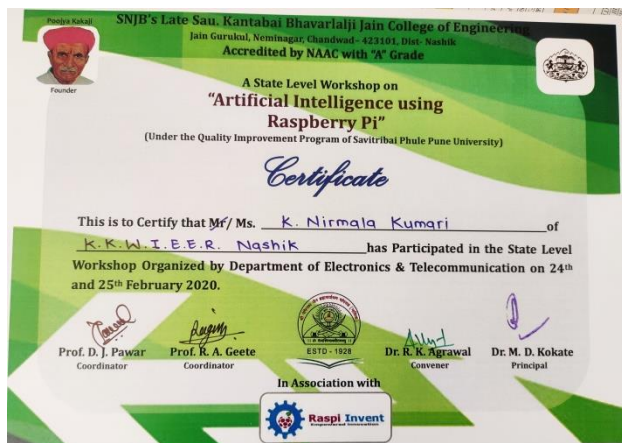 Poojya Kakaji
SNJB's Late Sau. Kantabai Bhavarlalji Jain College of Engineering
Jain Gurukul, Neminagar, Chandwad- 423101, Dist- Nashik
Accredited by NAAC with "A" Grade
Founder
A State Level Workshop on
"Artificial Intelligence using
Raspberry Pi"
(Under the Quality Improvement Program of Savitribai Phule Pune University)
Certificate
This is to Certify that Mr/ Ms. K. Nirmala Kumari of
K.K.W.I.E.E.R. Nashik has Participated in the State Level
Workshop Organized by Department of Electronics & Telecommunication on 24th
and 25th February 2020.
ESTD - 1928
Prof. D. J. Pawar Prof. R. A. Geete Dr. R. K. Agrawal Dr. M. D. Kokate
Coordinator Coordinator Convener Principal
In Association with
Raspi Invent
Empowered Innovation